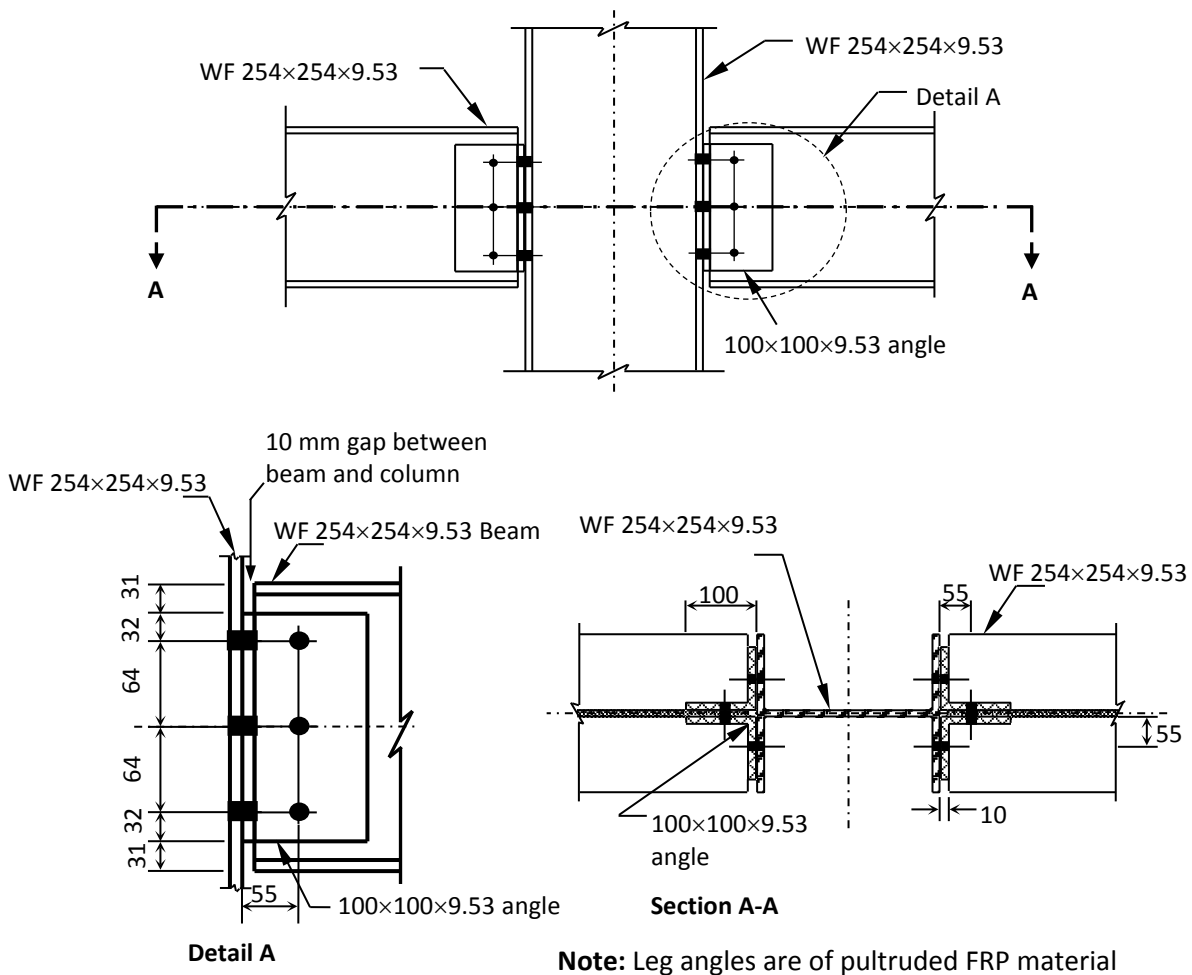 WF 254×254×9.53
WF 254×254×9.53
Detail A
A
A
100×100×9.53 angle
10 mm gap between
beam and column
WF 254×254×9.53
WF 254×254×9.53 Beam
31
32
64
64
32
31
55
100×100×9.53 angle
Detail A
WF 254×254×9.53
WF 254×254×9.53
100
55
55
10
100×100×9.53
angle
Section A-A
Note: Leg angles are of pultruded FRP material